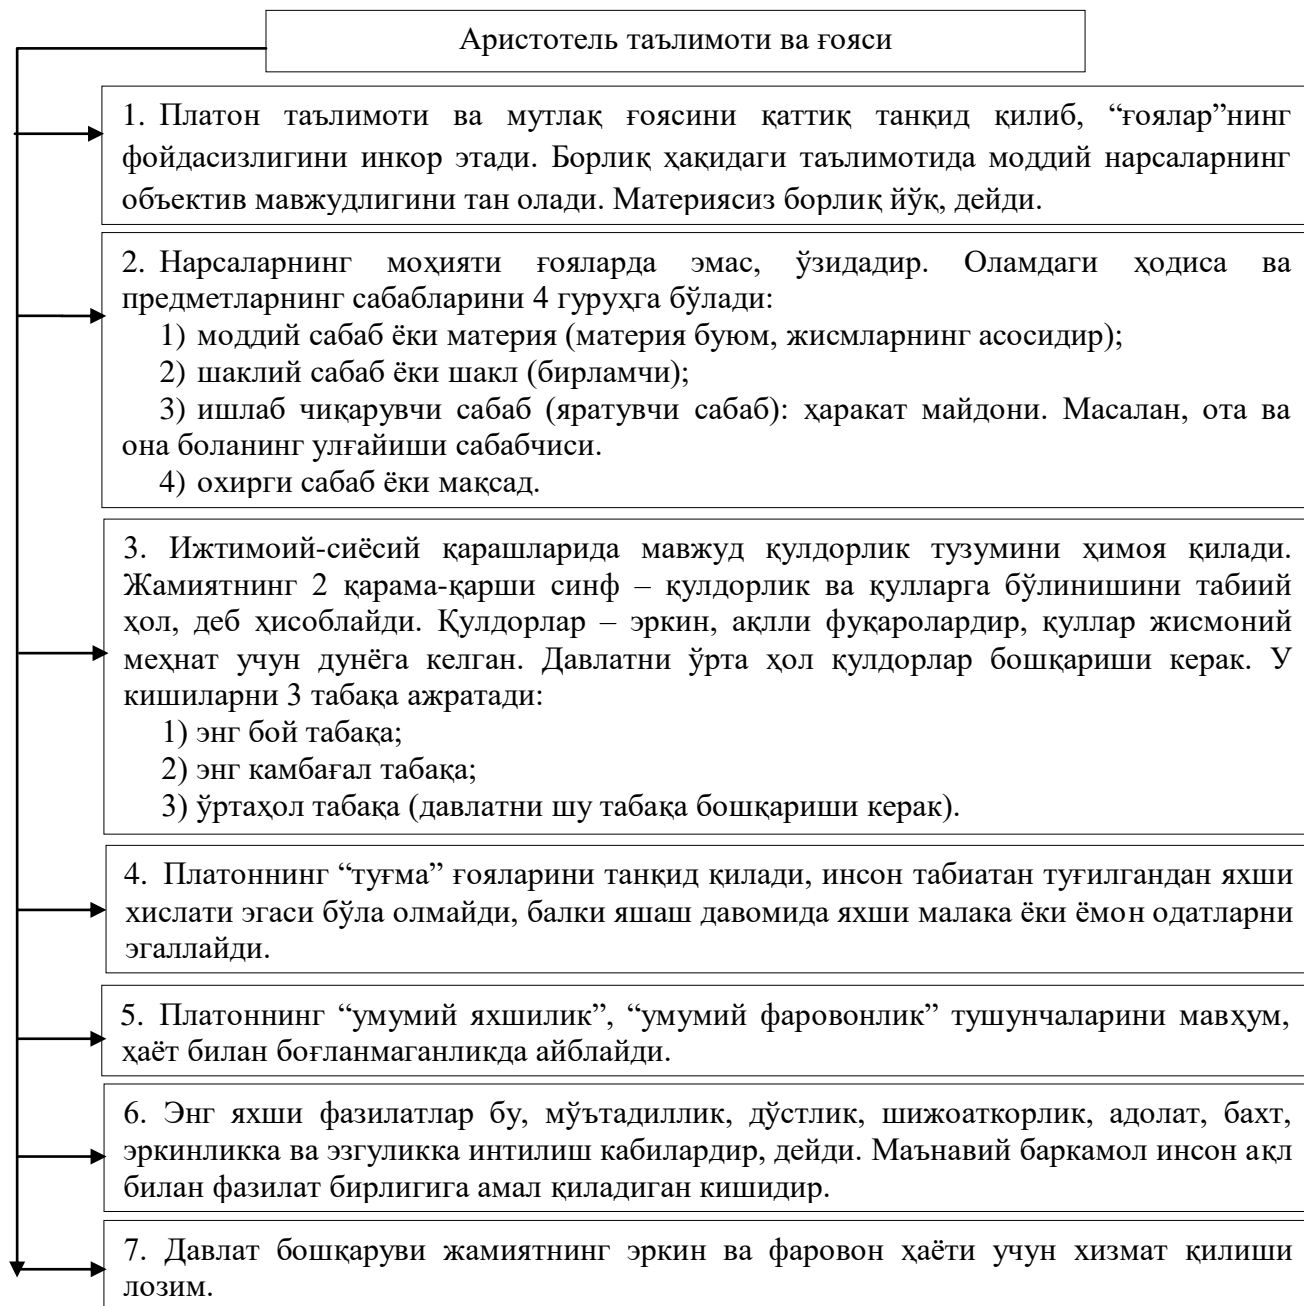 Аристотель таълимоти ва ғояси
1. Платон таълимоти ва мутлақ ғоясини қаттиқ танқид қилиб, “ғоялар”нинг
фойдасизлигини инкор этади. Борлиқ ҳақидаги таълимотида моддий нарсаларнинг
объектив мавжудлигини тан олади. Материясиз борлиқ йўқ, дейди.
2. Нарсаларнинг моҳияти ғояларда эмас, ўзидадир. Оламдаги ҳодиса ва
предметларнинг сабабларини 4 гуруҳга бўлади:
1) моддий сабаб ёки материя (материя буюм, жисмларнинг асосидир);
2) шаклий сабаб ёки шакл (бирламчи);
3) ишлаб чиқарувчи сабаб (яратувчи сабаб): ҳаракат майдони. Масалан, ота ва
она боланинг улғайиши сабабчиси.
4) охирги сабаб ёки мақсад.
3. Ижтимоий-сиёсий қарашларида мавжуд қулдорлик тузумини ҳимоя қилади.
Жамиятнинг 2 қарама-қарши синф – қулдорлик ва қулларга бўлинишини табиий
ҳол, деб ҳисоблайди. Қулдорлар – эркин, ақлли фуқаролардир, қуллар жисмоний
меҳнат учун дунёга келган. Давлатни ўрта ҳол қулдорлар бошқариши керак. У
кишиларни 3 табақа ажратади:
1) энг бой табақа;
2) энг камбағал табақа;
3) ўртаҳол табақа (давлатни шу табақа бошқариши керак).
4. Платоннинг “туғма” ғояларини танқид қилади, инсон табиатан туғилгандан яхши
хислати эгаси бўла олмайди, балки яшаш давомида яхши малака ёки ёмон одатларни
эгаллайди.
5. Платоннинг “умумий яхшилик”, “умумий фаровонлик” тушунчаларини мавҳум,
ҳаёт билан боғланмаганликда айблайди.
6. Энг яхши фазилатлар бу, мўътадиллик, дўстлик, шижоаткорлик, адолат, бахт,
эркинликка ва эзгуликка интилиш кабилардир, дейди. Маънавий баркамол инсон ақл
билан фазилат бирлигига амал қиладиган кишидир.
7. Давлат бошқаруви жамиятнинг эркин ва фаровон ҳаёти учун хизмат қилиши
лозим.